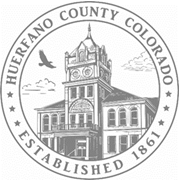 HUERFANO COUNTY COLORADO
ESTABLISHED 1861